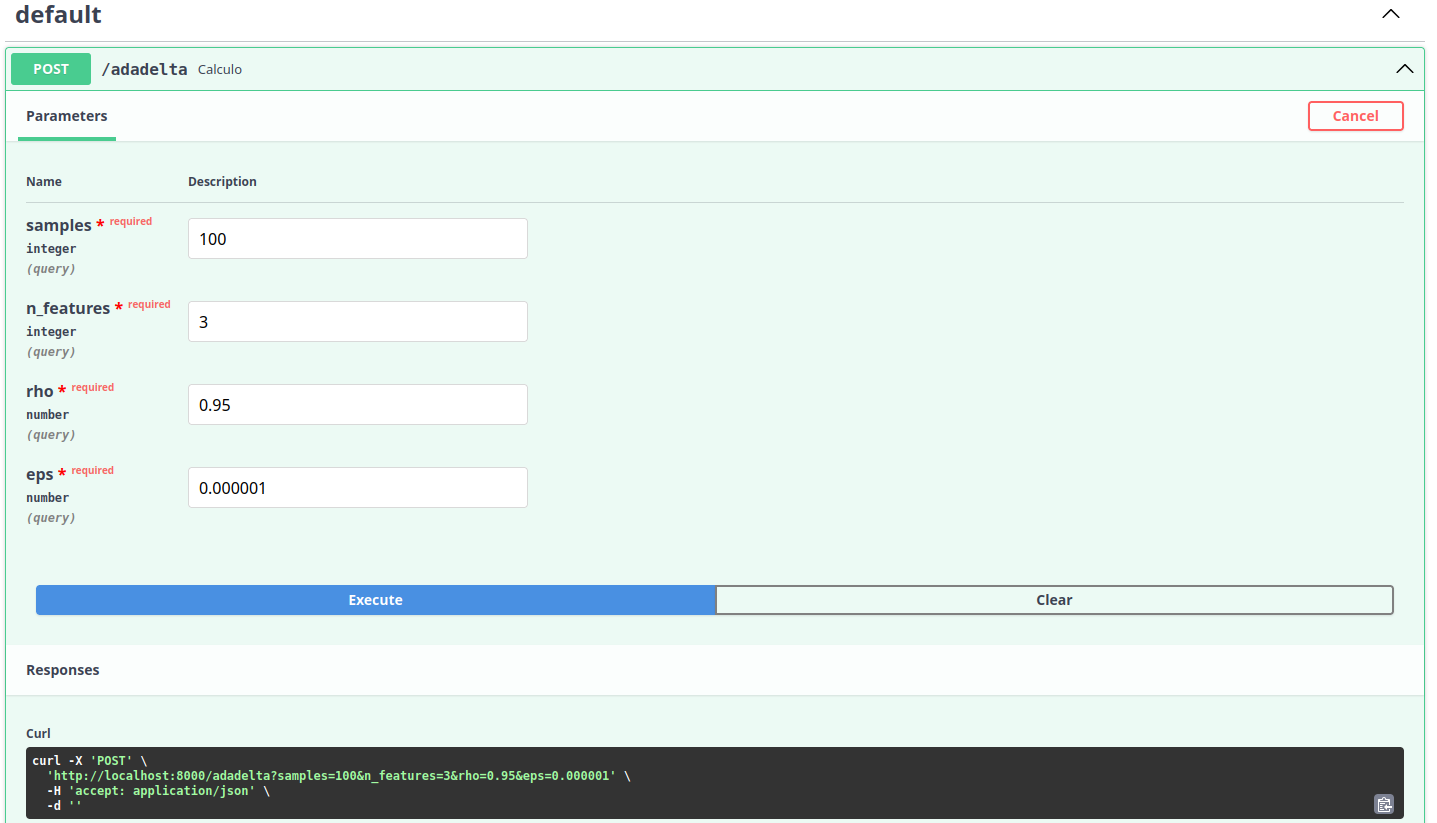 default
POST /adadelta Calculo
Parameters
Cancel
Name Description
samples * required
integer
(query)
100
n_features * required
integer
(query)
3
rho * required
number
(query)
0.95
eps * required
number
(query)
0.000001
Execute
Clear
Responses
Curl
curl -X 'POST' \
  'http://localhost:8000/adadelta?samples=100&n_features=3&rho=0.95&eps=0.000001' \
  -H 'accept: application/json' \
  -d ''